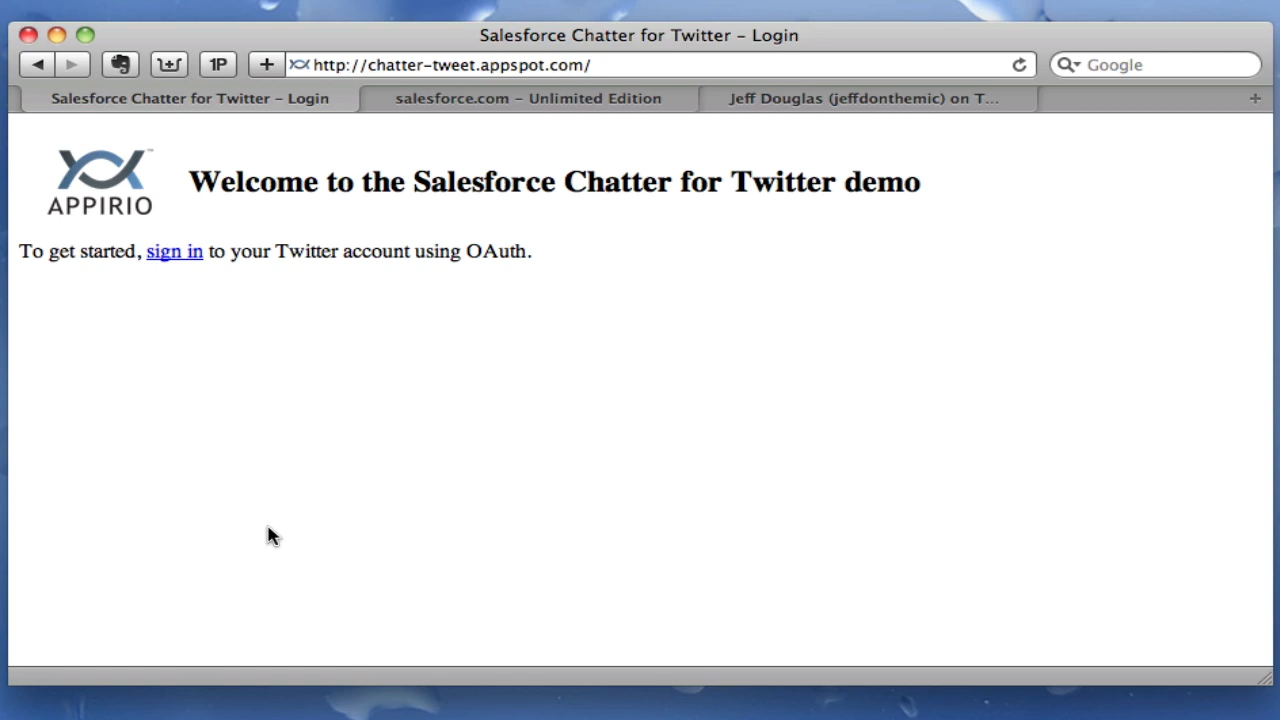 Salesforce Chatter for Twitter – Login
1P
+
http://chatter-tweet.appspot.com/
Google
Salesforce Chatter for Twitter – Login
salesforce.com – Unlimited Edition
Jeff Douglas (jeffdonthemic) on T...
+
APPIRIO™
Welcome to the Salesforce Chatter for Twitter demo
To get started, sign in to your Twitter account using OAuth.